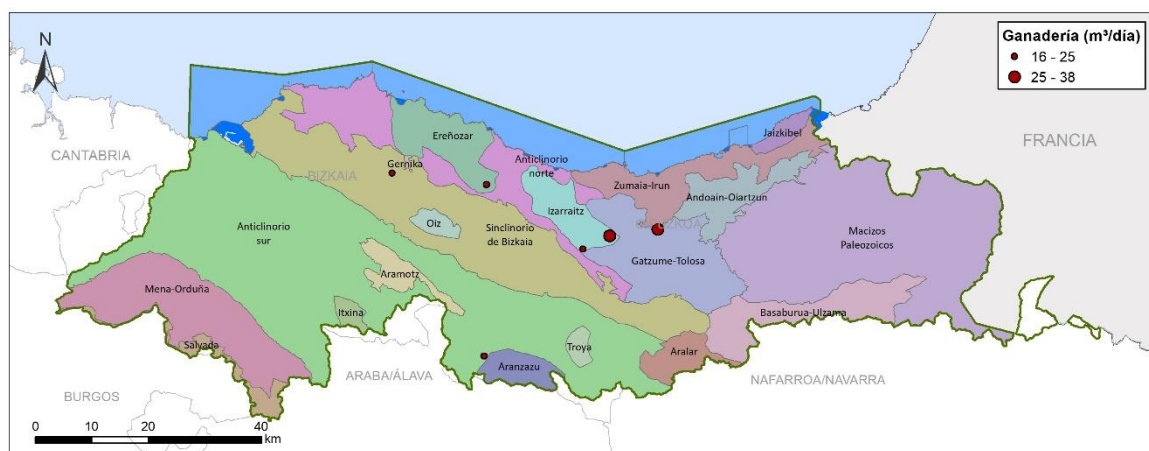 N
Ganadería (m³/día)
16 - 25
25 - 38
CANTABRIA
FRANCIA
Jaizkibel
Ereñozar
Gernika
BIZKAIA
Anticlinorio
norte
Zumaia-Irun
Andoain-Oiartzun
Izarraitz
Oiz
Anticlinorio
sur
Sinclinorio
de Bizkaia
Macizos
Paleozoicos
Gatzume-Tolosa
Aramotz
Mena-Orduña
Itxina
Basaburua-Ulzama
Salvada
Troya
Aralar
Aranzazu
ARABA/ÁLAVA
NAFARROA/NAVARRA
BURGOS
0 10 20 40
km